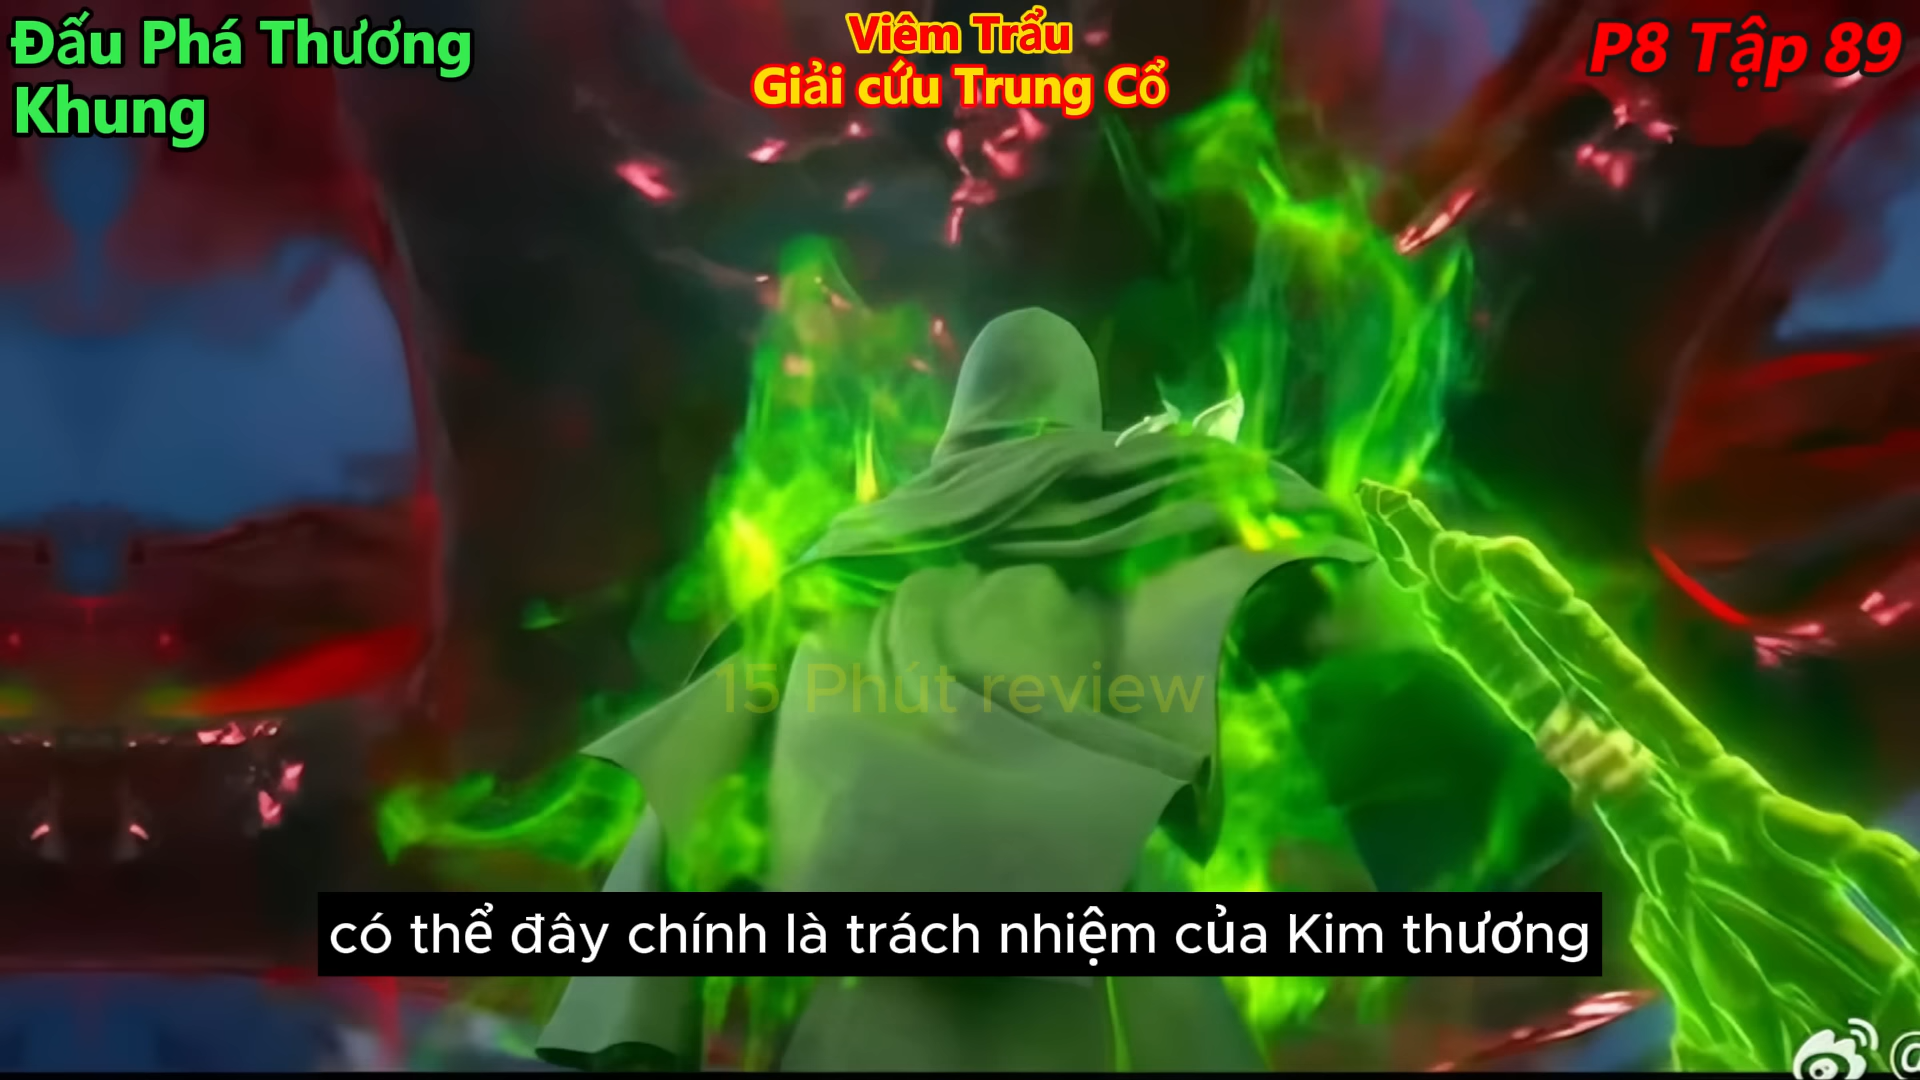 Đấu Phá Thương
Khung
Viêm Trẩu
Giải cứu Trung Cổ
P8 Tập 89
15 Phút review
có thể đây chính là trách nhiệm của Kim thương
@